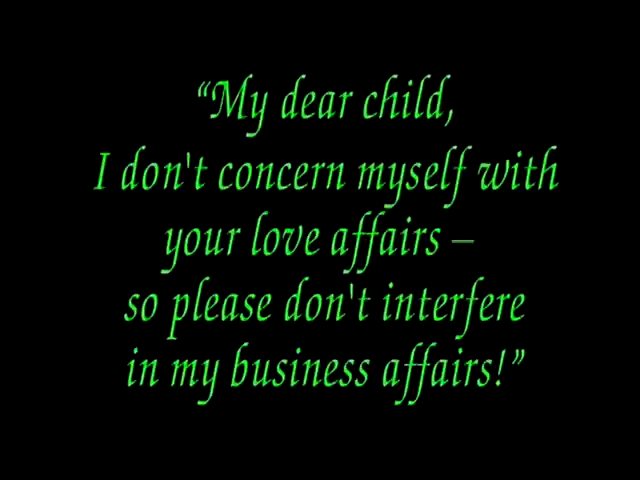 “My dear child,
I don't concern myself with
your love affairs –
so please don't interfere
in my business affairs!”